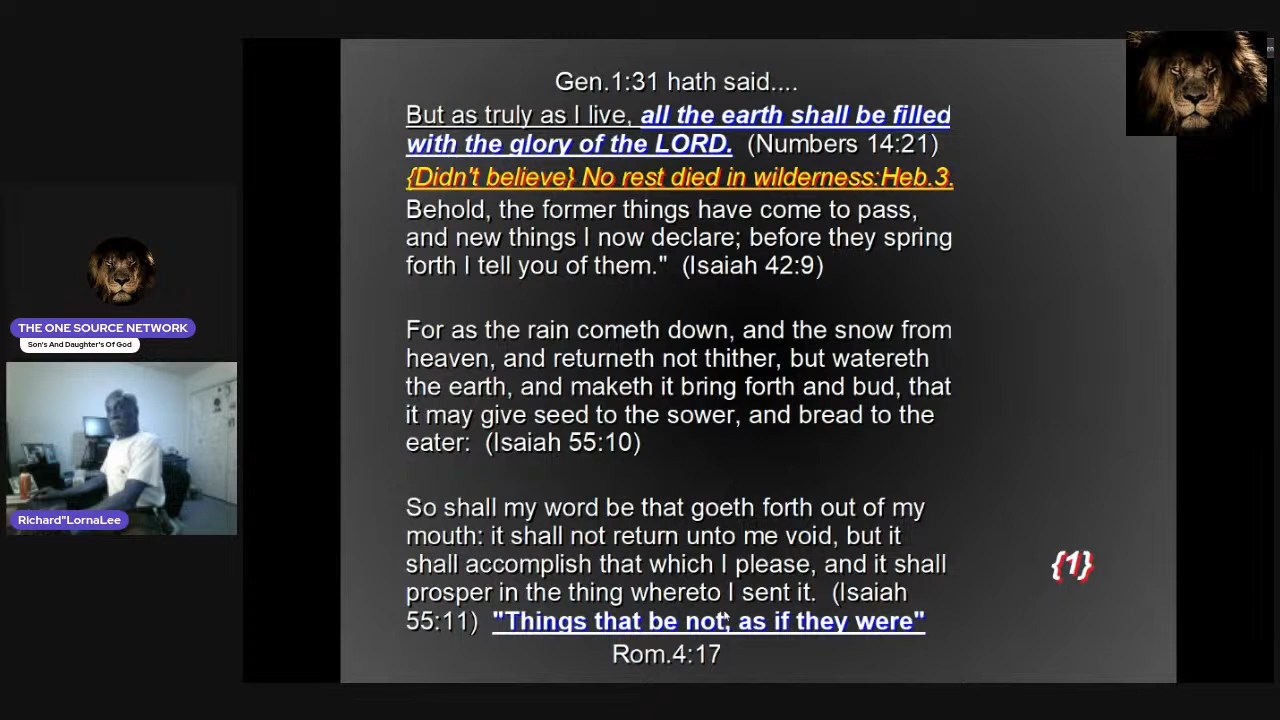 Gen.1:31 hath said....
But as truly as I live, all the earth shall be filled
with the glory of the LORD. (Numbers 14:21)
{Didn't believe} No rest died in wilderness:Heb.3.
Behold, the former things have come to pass,
and new things I now declare; before they spring
forth I tell you of them." (Isaiah 42:9)
For as the rain cometh down, and the snow from
heaven, and returneth not thither, but watereth
the earth, and maketh it bring forth and bud, that
it may give seed to the sower, and bread to the
eater: (Isaiah 55:10)
So shall my word be that goeth forth out of my
mouth: it shall not return unto me void, but it
shall accomplish that which I please, and it shall
prosper in the thing whereto I sent it. (Isaiah
55:11) "Things that be not; as if they were"
Rom.4:17
{1}
THE ONE SOURCE NETWORK
Son's And Daughter's Of God
Richard"LornaLee